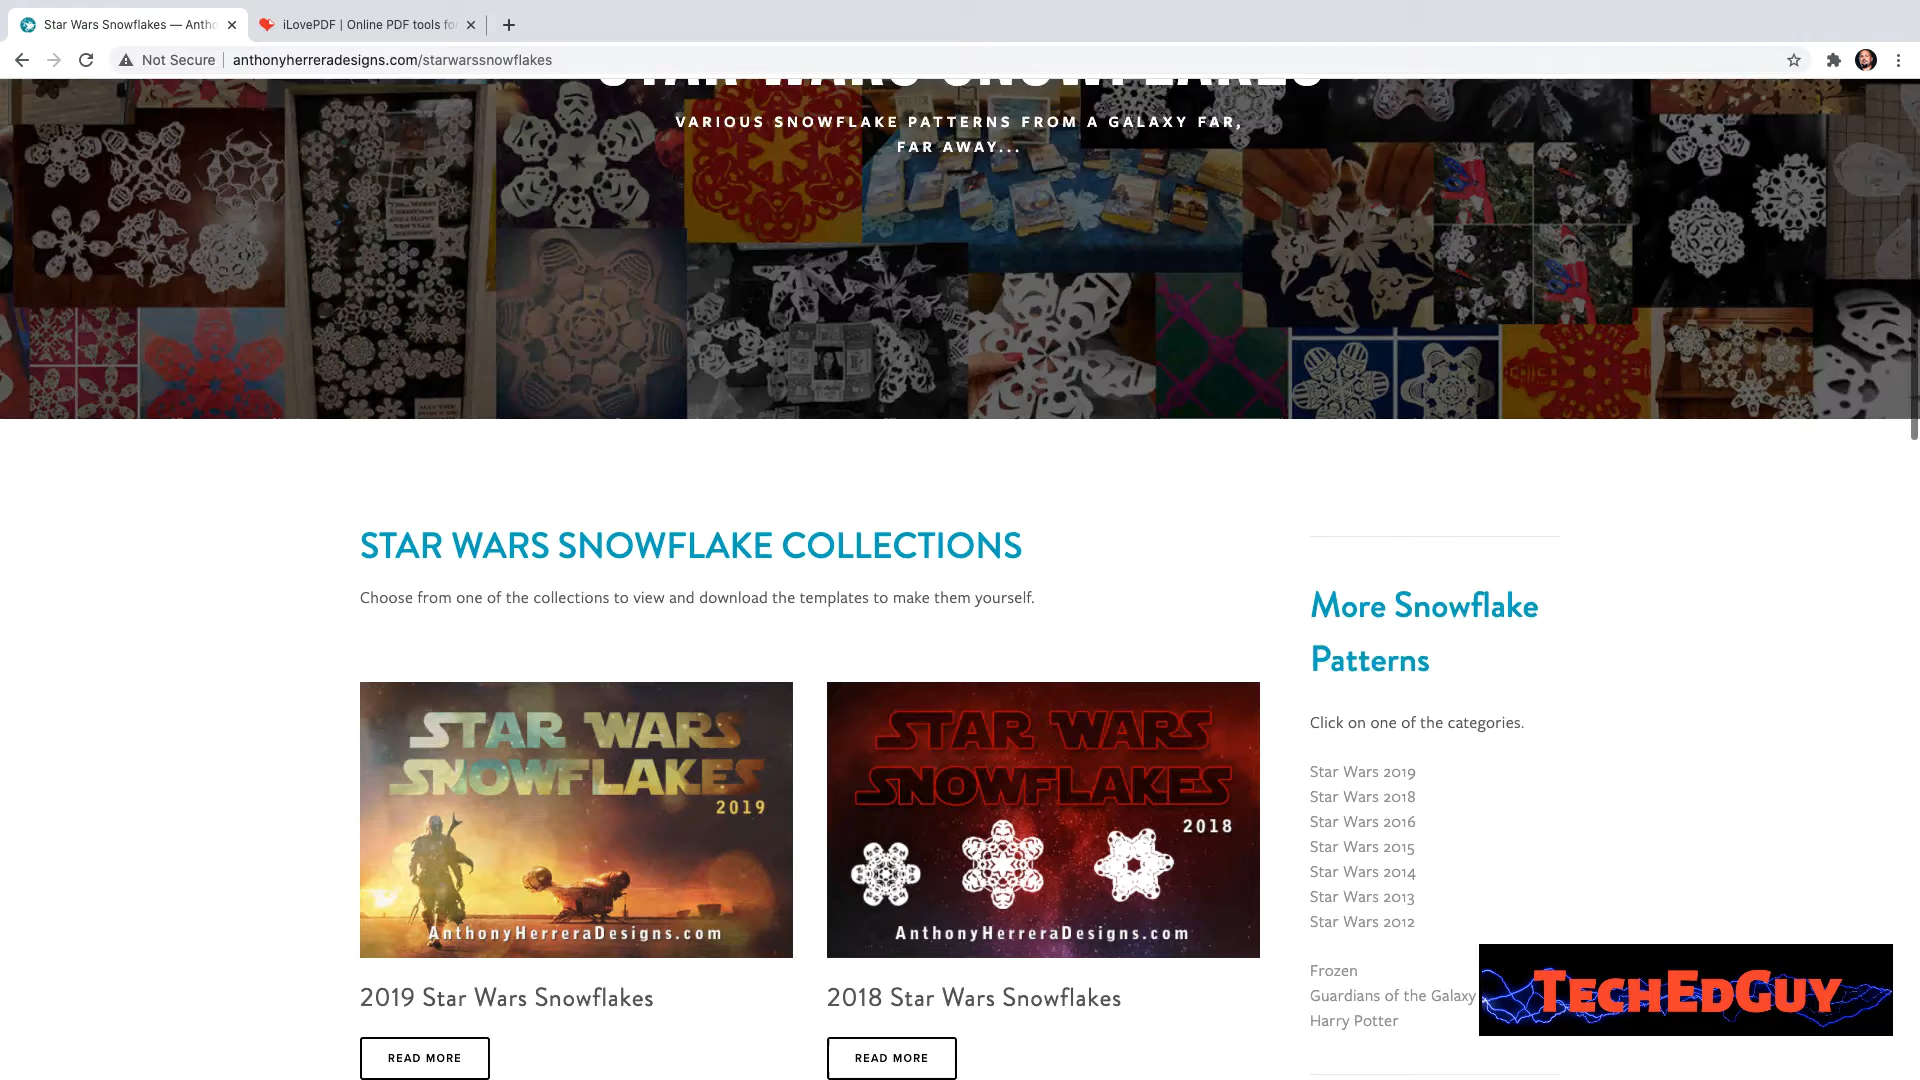 Star Wars Snowflakes — Antho
iLovePDF | Online PDF tools for
Not Secure
anthonyherreradesigns.com/starwarssnowflakes
STAR WARS SNOWFLAKES
VARIOUS SNOWFLAKE PATTERNS FROM A GALAXY FAR,
FAR AWAY...
STAR WARS SNOWFLAKE COLLECTIONS
Choose from one of the collections to view and download the templates to make them yourself.
STAR WARS
SNOWFLAKES
2019
AnthonyHerreraDesigns.com
2019 Star Wars Snowflakes
READ MORE
STAR WARS
SNOWFLAKES
2018
AnthonyHerreraDesigns.com
2018 Star Wars Snowflakes
READ MORE
More Snowflake
Patterns
Click on one of the categories.
Star Wars 2019
Star Wars 2018
Star Wars 2016
Star Wars 2015
Star Wars 2014
Star Wars 2013
Star Wars 2012
Frozen
Guardians of the Galaxy
Harry Potter
TECHEDGUY